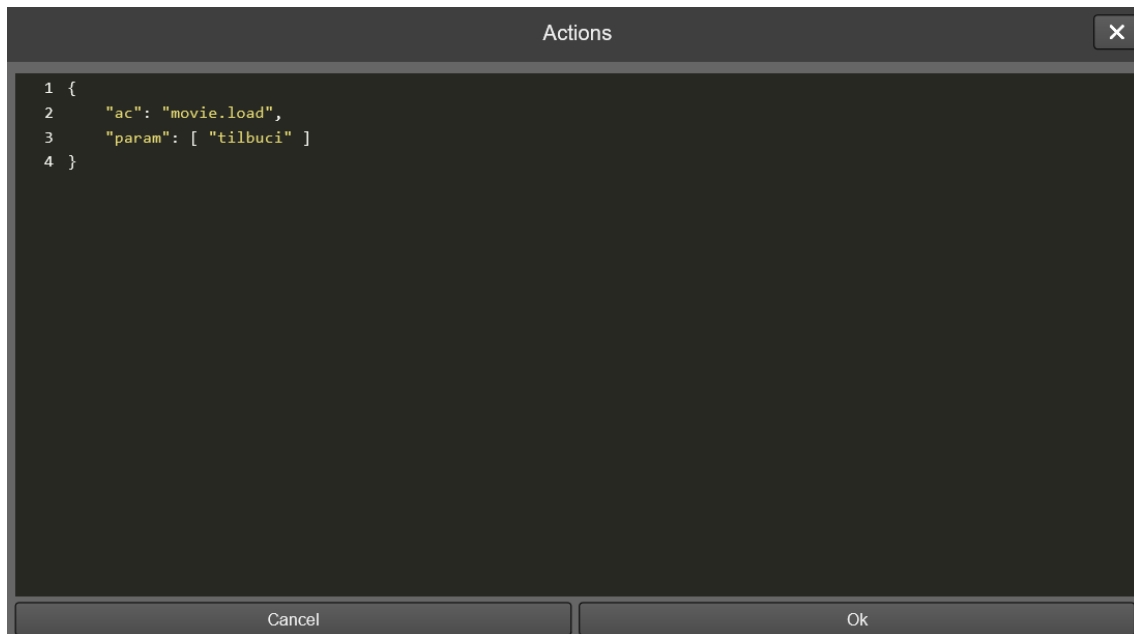 Actions
1 {
2     "ac": "movie.load",
3     "param": [ "tilbuci" ]
4 }
Cancel
Ok